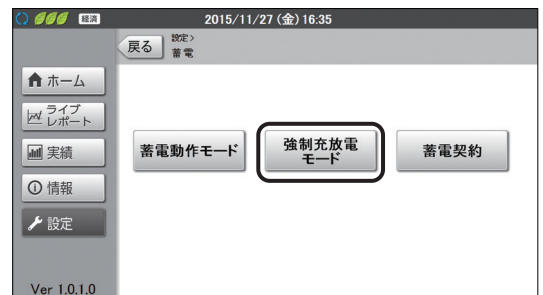 経済 2015/11/27 (金) 16:35
戻る
設定>
蓄電
ホーム
ライブ
レポート
実績
情報
設定
蓄電動作モード
強制充放電
モード
蓄電契約
Ver 1.0.1.0